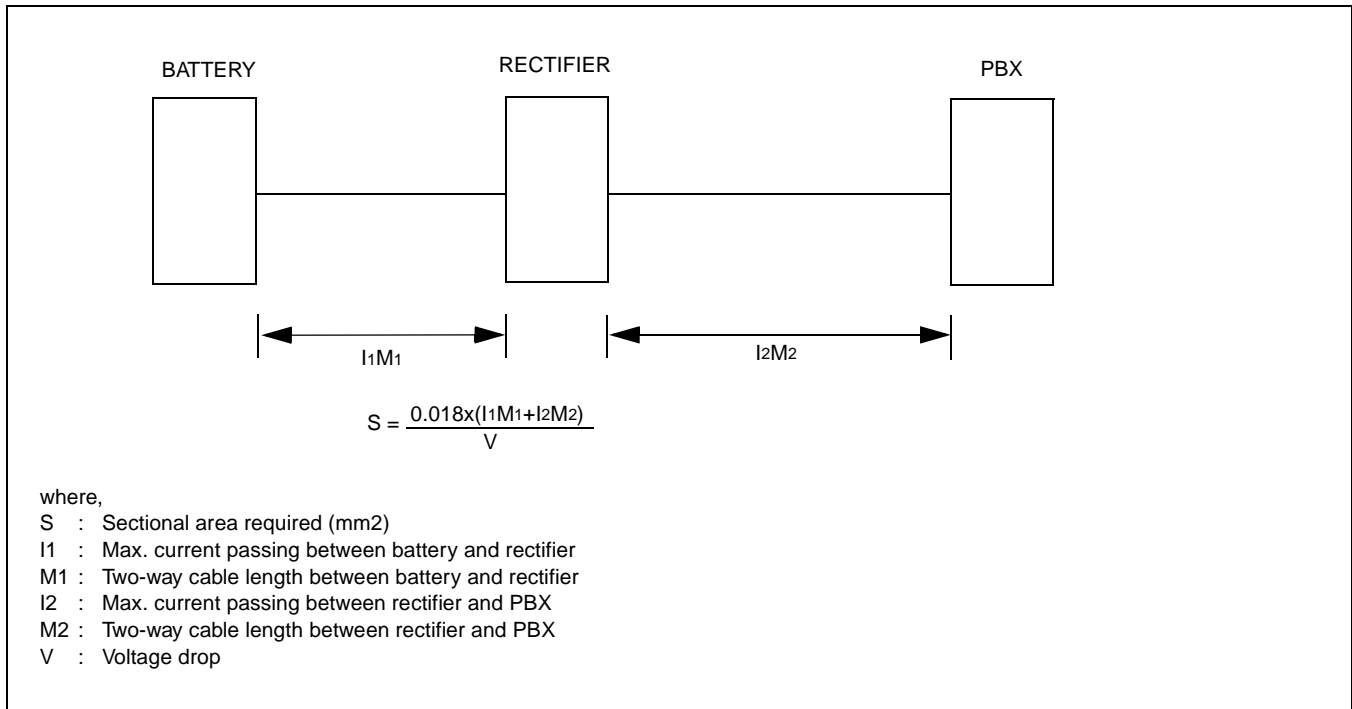 BATTERY
RECTIFIER
PBX
I1M1
I2M2
S = 0.018x(I1M1+I2M2)
V
where,
S : Sectional area required (mm2)
I1 : Max. current passing between battery and rectifier
M1 : Two-way cable length between battery and rectifier
I2 : Max. current passing between rectifier and PBX
M2 : Two-way cable length between rectifier and PBX
V : Voltage drop